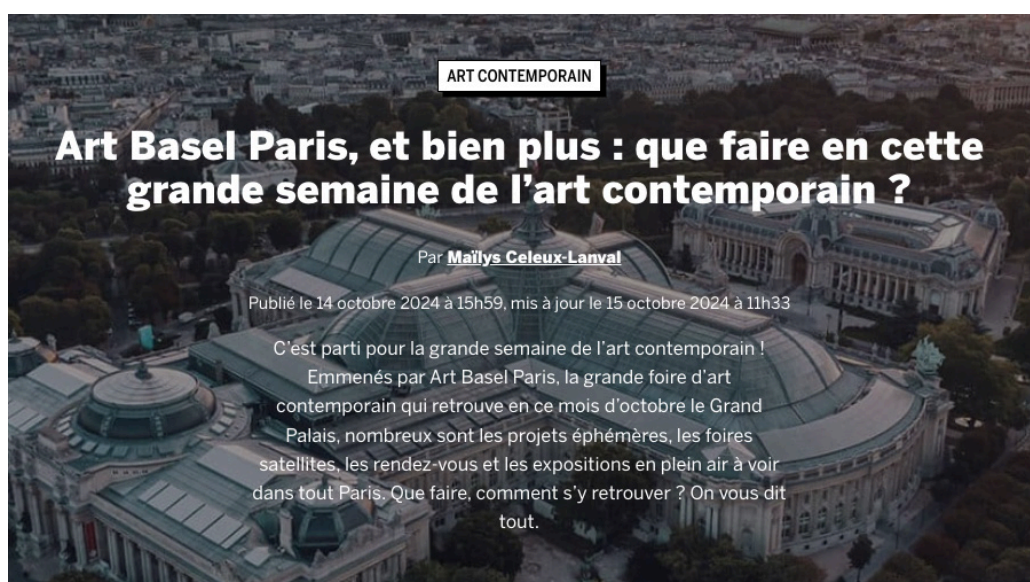 ART CONTEMPORAIN
Art Basel Paris, et bien plus : que faire en cette
grande semaine de l’art contemporain ?
Par Maïlys Celeux-Lanval
Publié le 14 octobre 2024 à 15h59, mis à jour le 15 octobre 2024 à 11h33
C’est parti pour la grande semaine de l’art contemporain !
Emmenés par Art Basel Paris, la grande foire d’art
contemporain qui retrouve en ce mois d’octobre le Grand
Palais, nombreux sont les projets éphémères, les foires
satellites, les rendez-vous et les expositions en plein air à voir
dans tout Paris. Que faire, comment s’y retrouver ? On vous dit
tout.